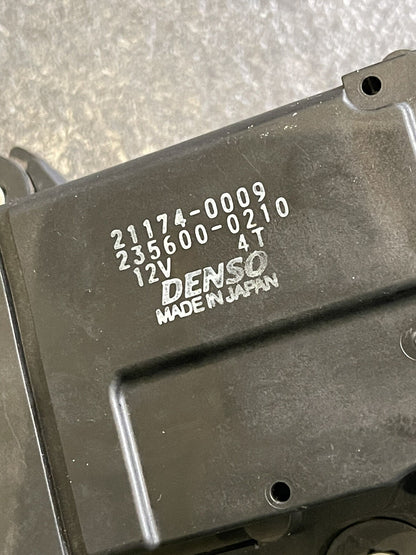 21174-0009
235600-0210
12V 4T
DENSO
MADE IN JAPAN